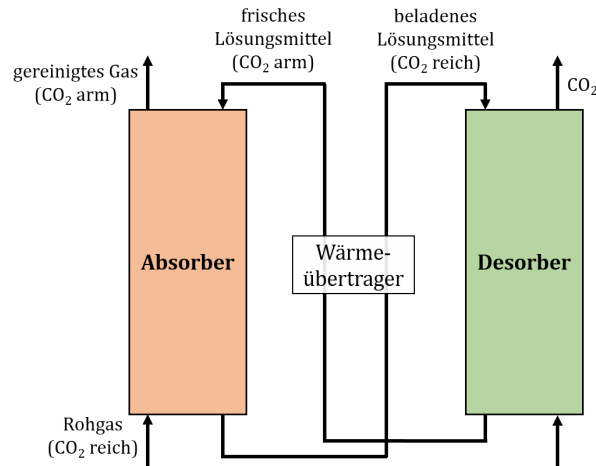 frisches
Lösungsmittel
(CO₂ arm)
beladenes
Lösungsmittel
(CO₂ reich)
gereinigtes Gas
(CO₂ arm)
CO₂
Absorber
Wärme-
übertrager
Desorber
Rohgas
(CO₂ reich)